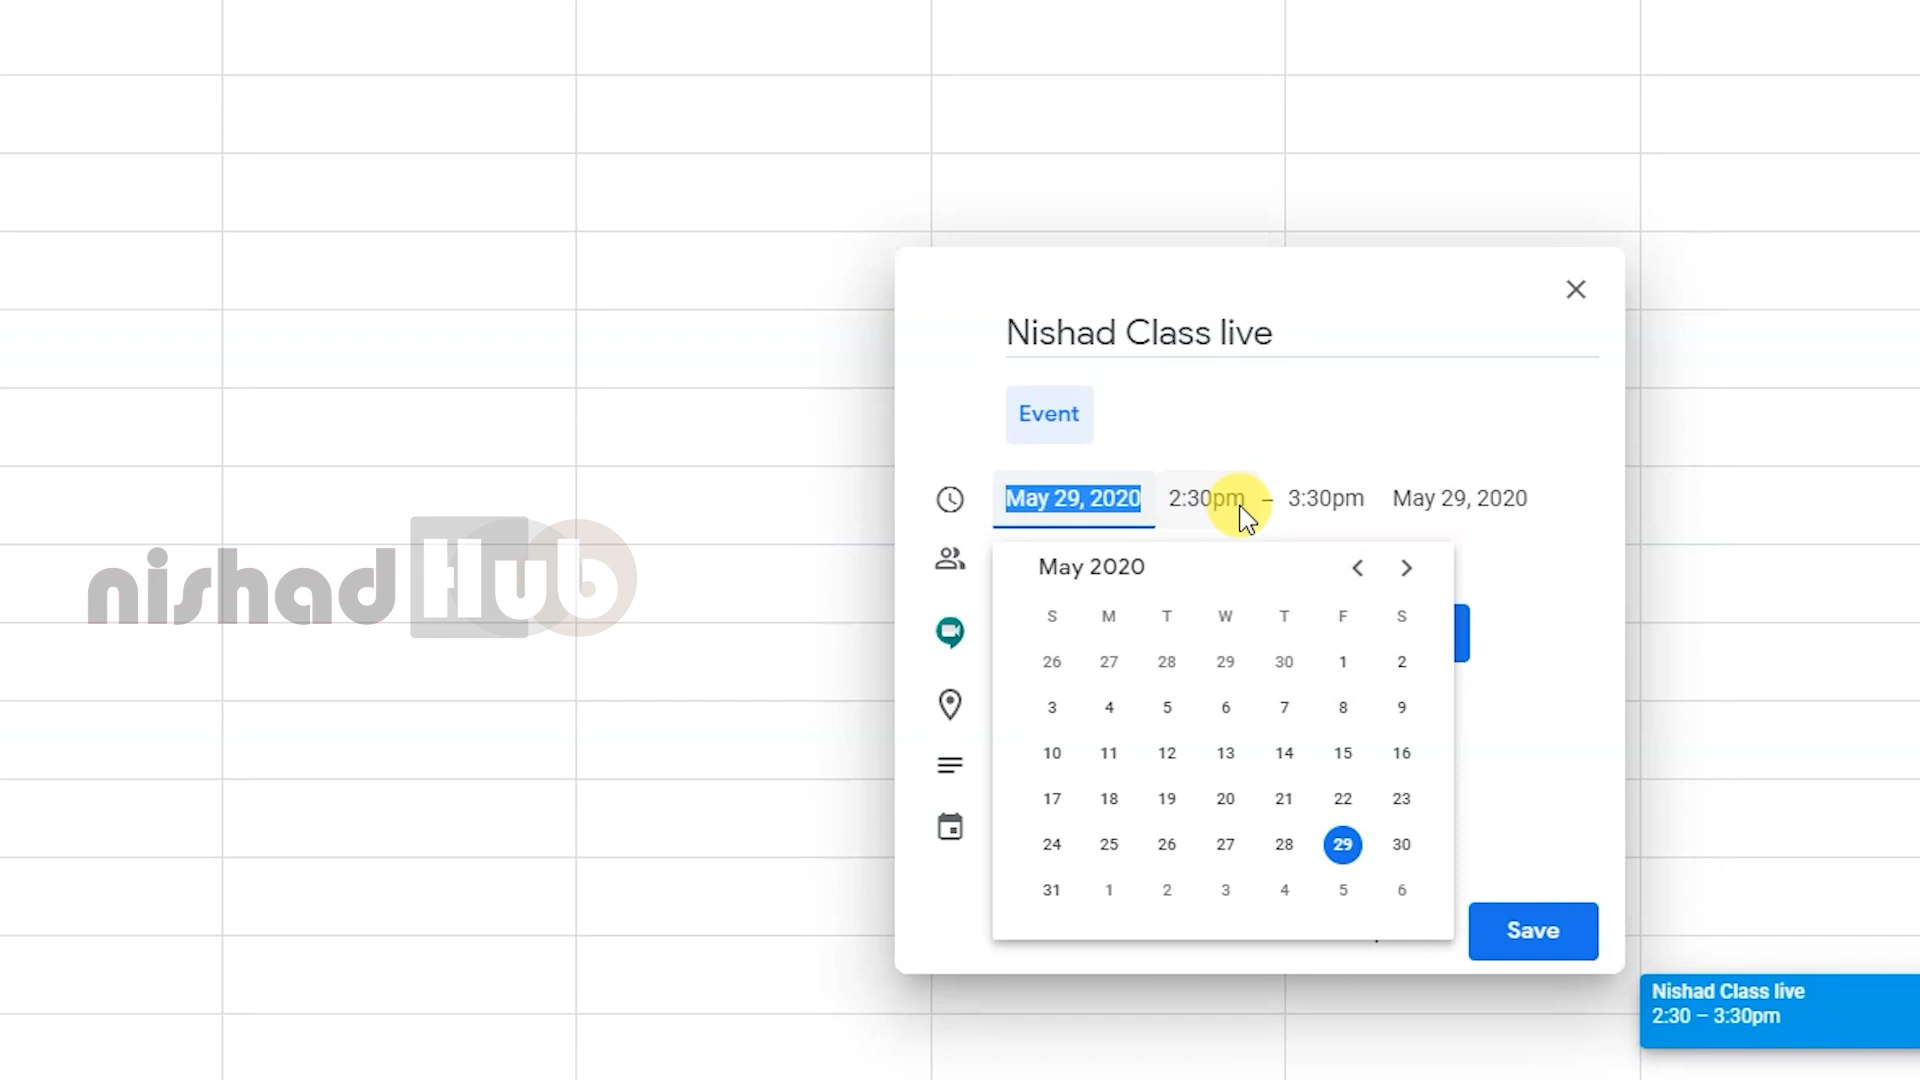 Nishad Class live
Event
May 29, 2020 2:30pm – 3:30pm May 29, 2020
May 2020
S M T W T F S
26 27 28 29 30 1 2
3 4 5 6 7 8 9
10 11 12 13 14 15 16
17 18 19 20 21 22 23
24 25 26 27 28 29 30
31 1 2 3 4 5 6
Save
nishad Hub
Nishad Class live
2:30 – 3:30pm